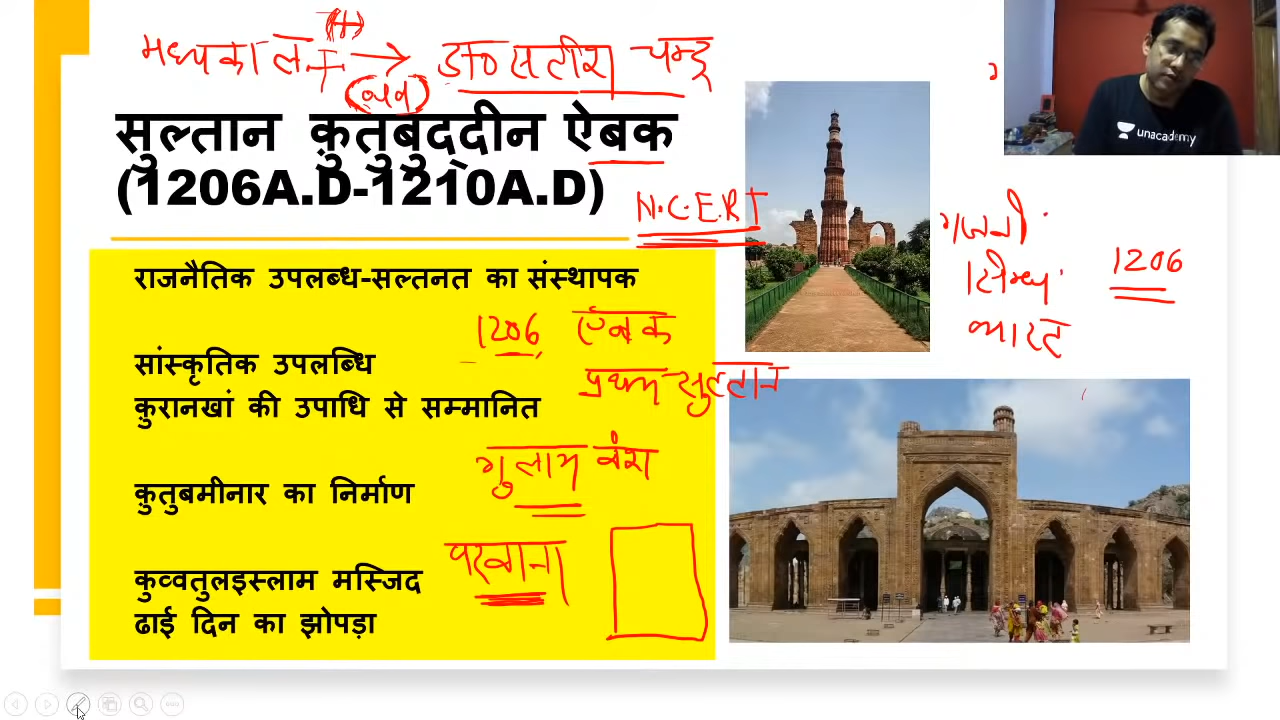 मध्यकालीन → डा० सतीश चन्द्र
unacademy
सुल्तान क़ुतुबुद्दीन ऐबक
(1206A.D-1210A.D)
N.C.E.R.T
गजनी
1206
भारत
राजनैतिक उपलब्ध-सल्तनत का संस्थापक
1206 ऐबक
सांस्कृतिक उपलब्धि
प्रथम सुल्तान
क़ुरानखां की उपाधि से सम्मानित
गुलाम वंश
क़ुतुबमीनार का निर्माण
परवाना
कुव्वतुलइस्लाम मस्जिद
ढाई दिन का झोपड़ा